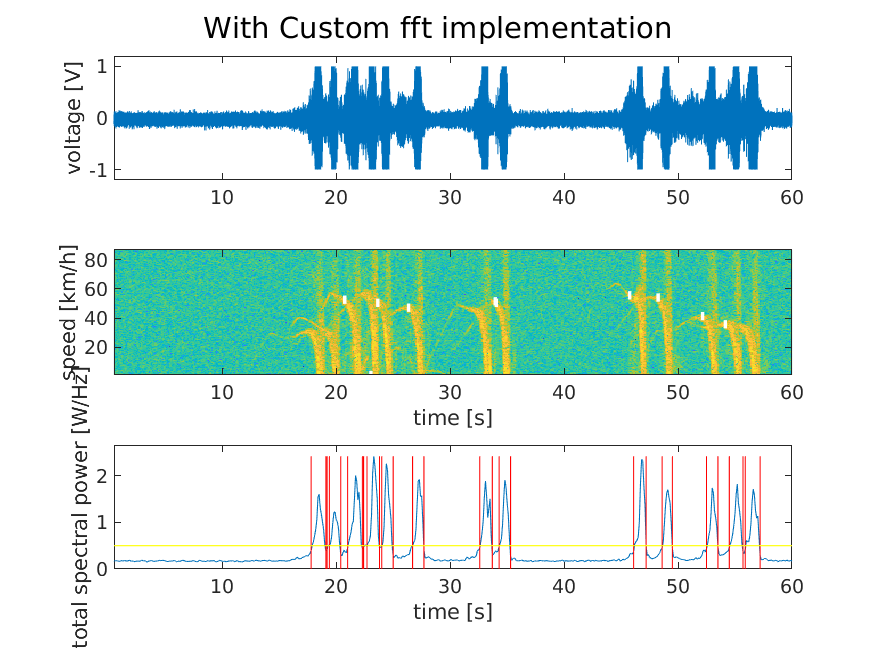 With Custom fft implementation
voltage [V]
1
0
-1
10 20 30 40 50 60
speed [km/h]
80
60
40
20
10 20 30 40 50 60
time [s]
total spectral power [W/Hz]
2
1
0
10 20 30 40 50 60
time [s]